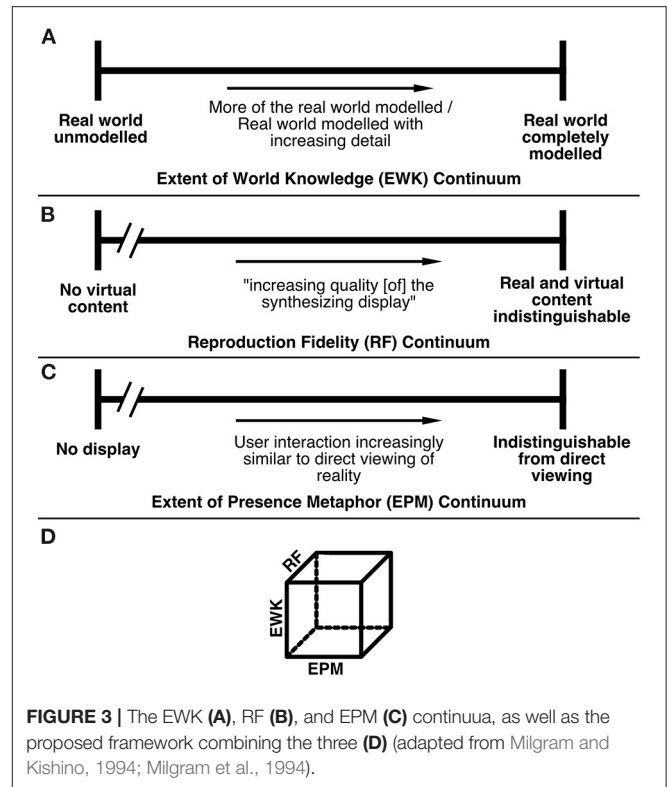 A
Real world
unmodelled
More of the real world modelled /
Real world modelled with
increasing detail
Real world
completely
modelled
Extent of World Knowledge (EWK) Continuum
B
No virtual
content
"increasing quality [of] the
synthesizing display"
Real and virtual
content
indistinguishable
Reproduction Fidelity (RF) Continuum
C
No display
User interaction increasingly
similar to direct viewing of
reality
Indistinguishable
from direct
viewing
Extent of Presence Metaphor (EPM) Continuum
D
RF
EWK
EPM
FIGURE 3 | The EWK (A), RF (B), and EPM (C) continuua, as well as the
proposed framework combining the three (D) (adapted from Milgram and
Kishino, 1994; Milgram et al., 1994).